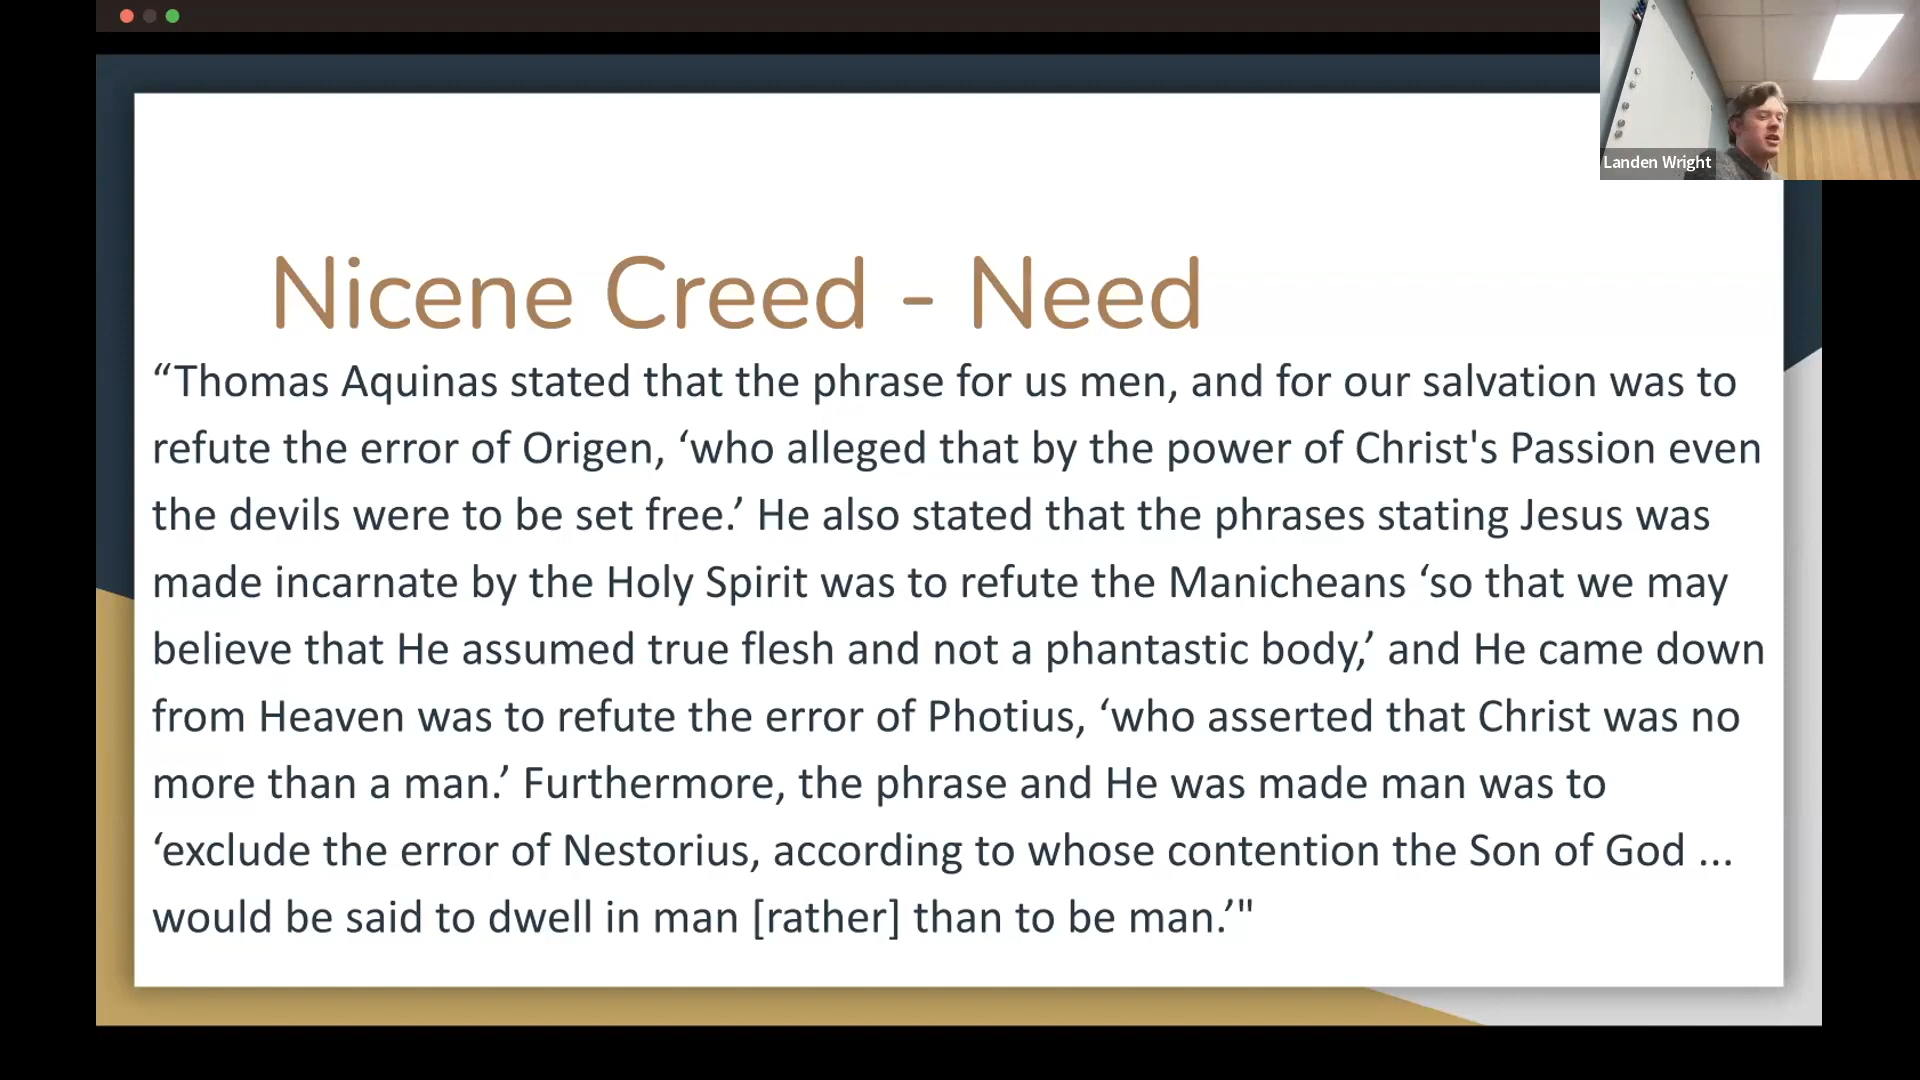 Landen Wright
Nicene Creed - Need
“Thomas Aquinas stated that the phrase for us men, and for our salvation was to
refute the error of Origen, ‘who alleged that by the power of Christ's Passion even
the devils were to be set free.’ He also stated that the phrases stating Jesus was
made incarnate by the Holy Spirit was to refute the Manicheans ‘so that we may
believe that He assumed true flesh and not a phantastic body,’ and He came down
from Heaven was to refute the error of Photius, ‘who asserted that Christ was no
more than a man.’ Furthermore, the phrase and He was made man was to
‘exclude the error of Nestorius, according to whose contention the Son of God ...
would be said to dwell in man [rather] than to be man.’"